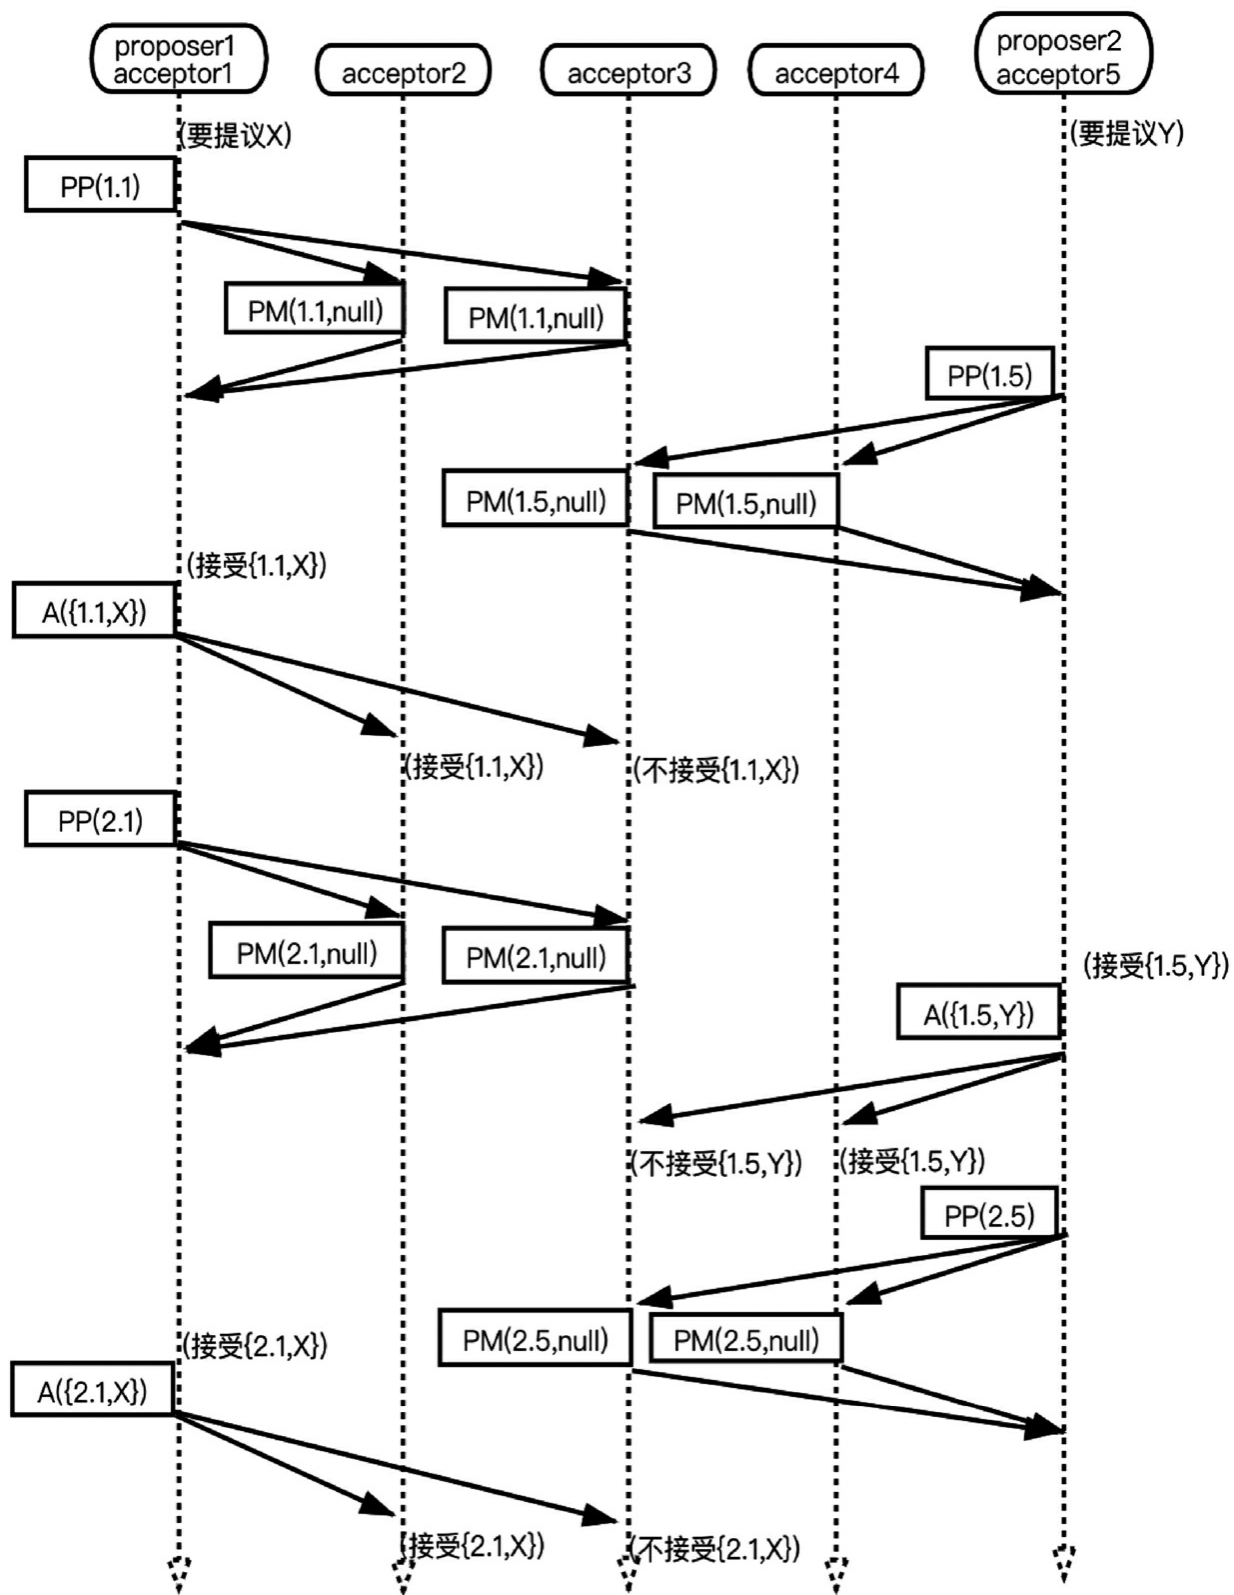 proposer1
acceptor1
acceptor2
acceptor3
acceptor4
proposer2
acceptor5
(要提议X)
(要提议Y)
PP(1.1)
PM(1.1,null)
PM(1.1,null)
PP(1.5)
PM(1.5,null)
PM(1.5,null)
(接受{1.1,X})
A({1.1,X})
(接受{1.1,X})
(不接受{1.1,X})
PP(2.1)
PM(2.1,null)
PM(2.1,null)
(接受{1.5,Y})
A({1.5,Y})
(不接受{1.5,Y})
(接受{1.5,Y})
PP(2.5)
PM(2.5,null)
PM(2.5,null)
(接受{2.1,X})
A({2.1,X})
(接受{2.1,X})
(不接受{2.1,X})